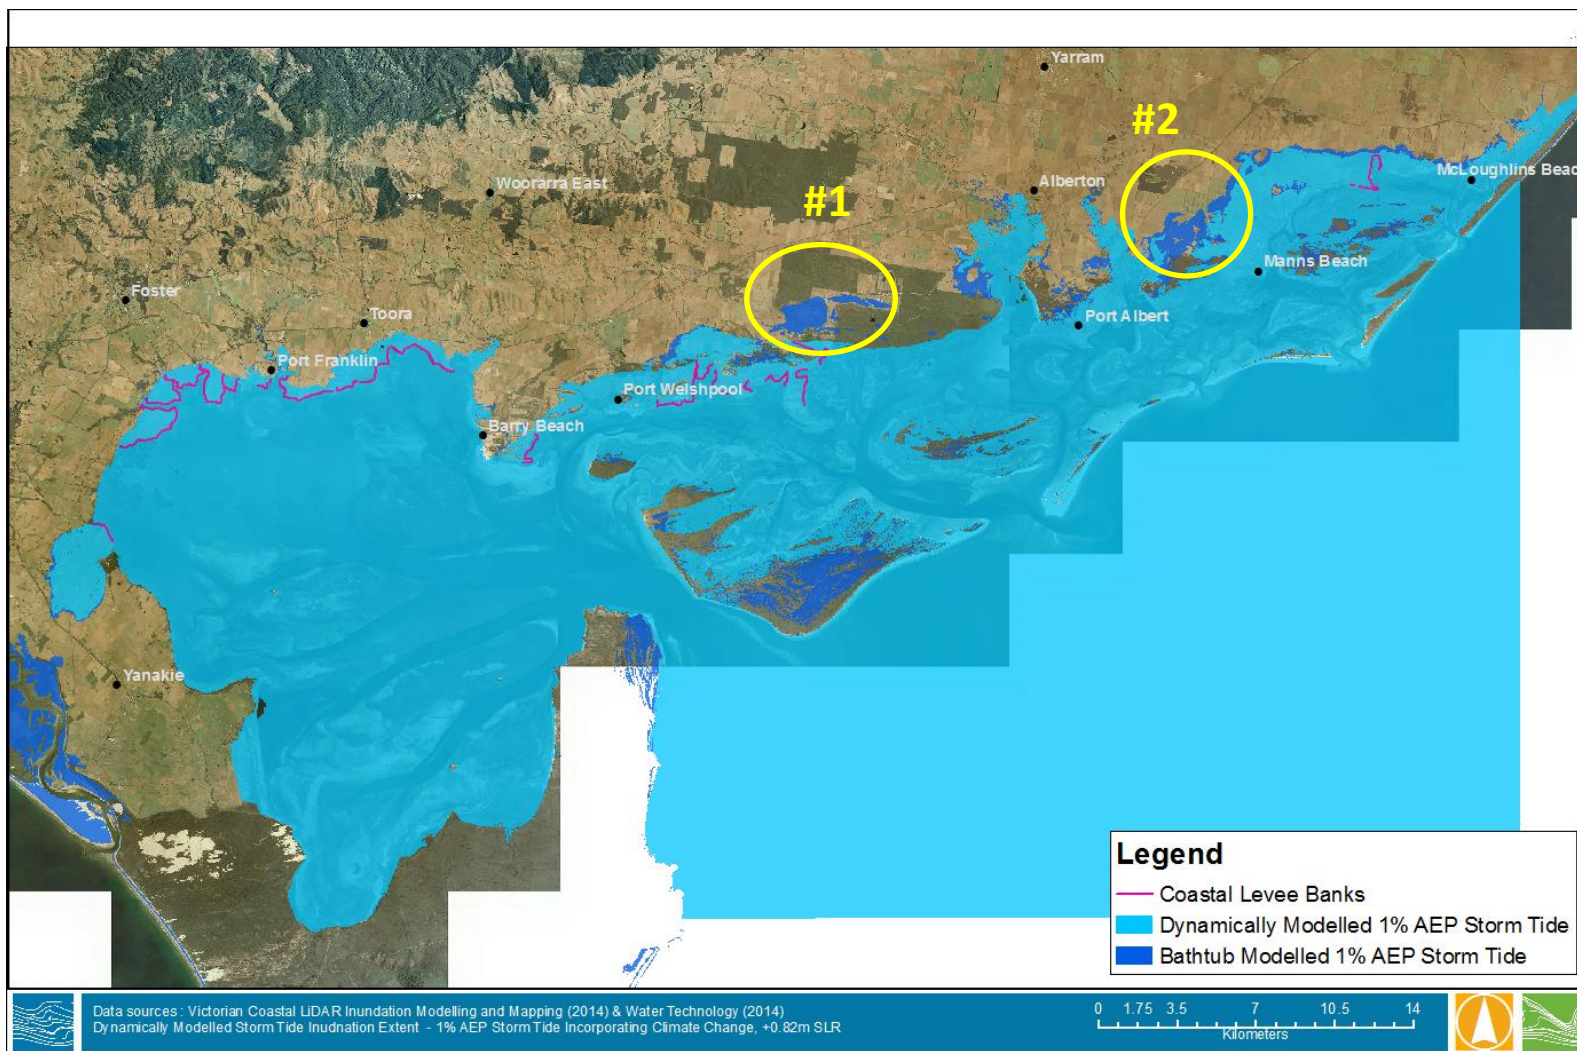 Yarram
#2
McLoughlins Beac
Woorarra East
Alberton
#1
Manns Beach
Foster
Toora
Port Albert
Port Franklin
Port Welshpool
Barry Beach
Yanakie
Legend
Coastal Levee Banks
Dynamically Modelled 1% AEP Storm Tide
Bathtub Modelled 1% AEP Storm Tide
Data sources : Victorian Coastal LiDAR Inundation Modelling and Mapping (2014) & Water Technology (2014)
Dynamically Modelled Storm Tide Inudnation Extent - 1% AEP Storm Tide Incorporating Climate Change, +0.82m SLR
0 1.75 3.5 7 10.5 14
Kilometers